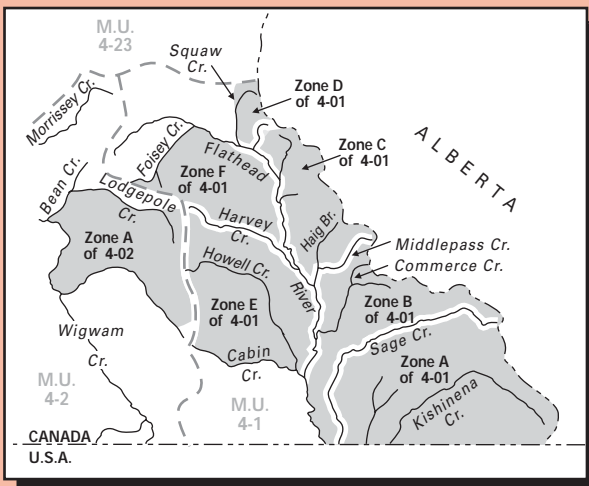 M.U.
4-23
Squaw
Cr.
Morrissey Cr.
Zone D
of 4-01
ALBERTA
Foisey Cr.
Zone C
of 4-01
Flathead
Bean Cr.
Zone F
of 4-01
Lodgepole
Cr.
Harvey
Cr.
Haig Br.
Middlepass Cr.
Commerce Cr.
Zone A
of 4-02
Howell Cr.
River
Zone B
of 4-01
Zone E
of 4-01
Sage Cr.
Wigwam
Cr.
Cabin
Cr.
Zone A
of 4-01
Kishinena
Cr.
M.U.
4-2
M.U.
4-1
CANADA
U.S.A.